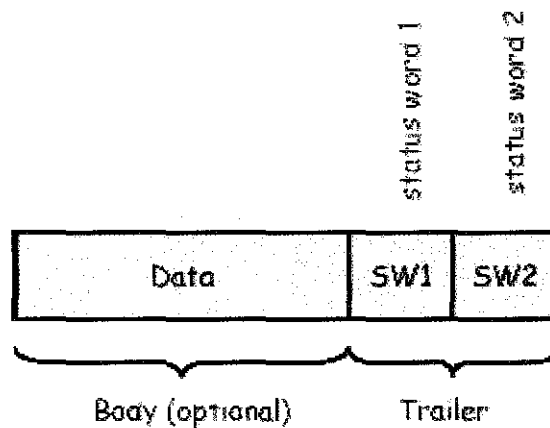 status word 1
status word 2
Data
SW1
SW2
Body (optional)
Trailer